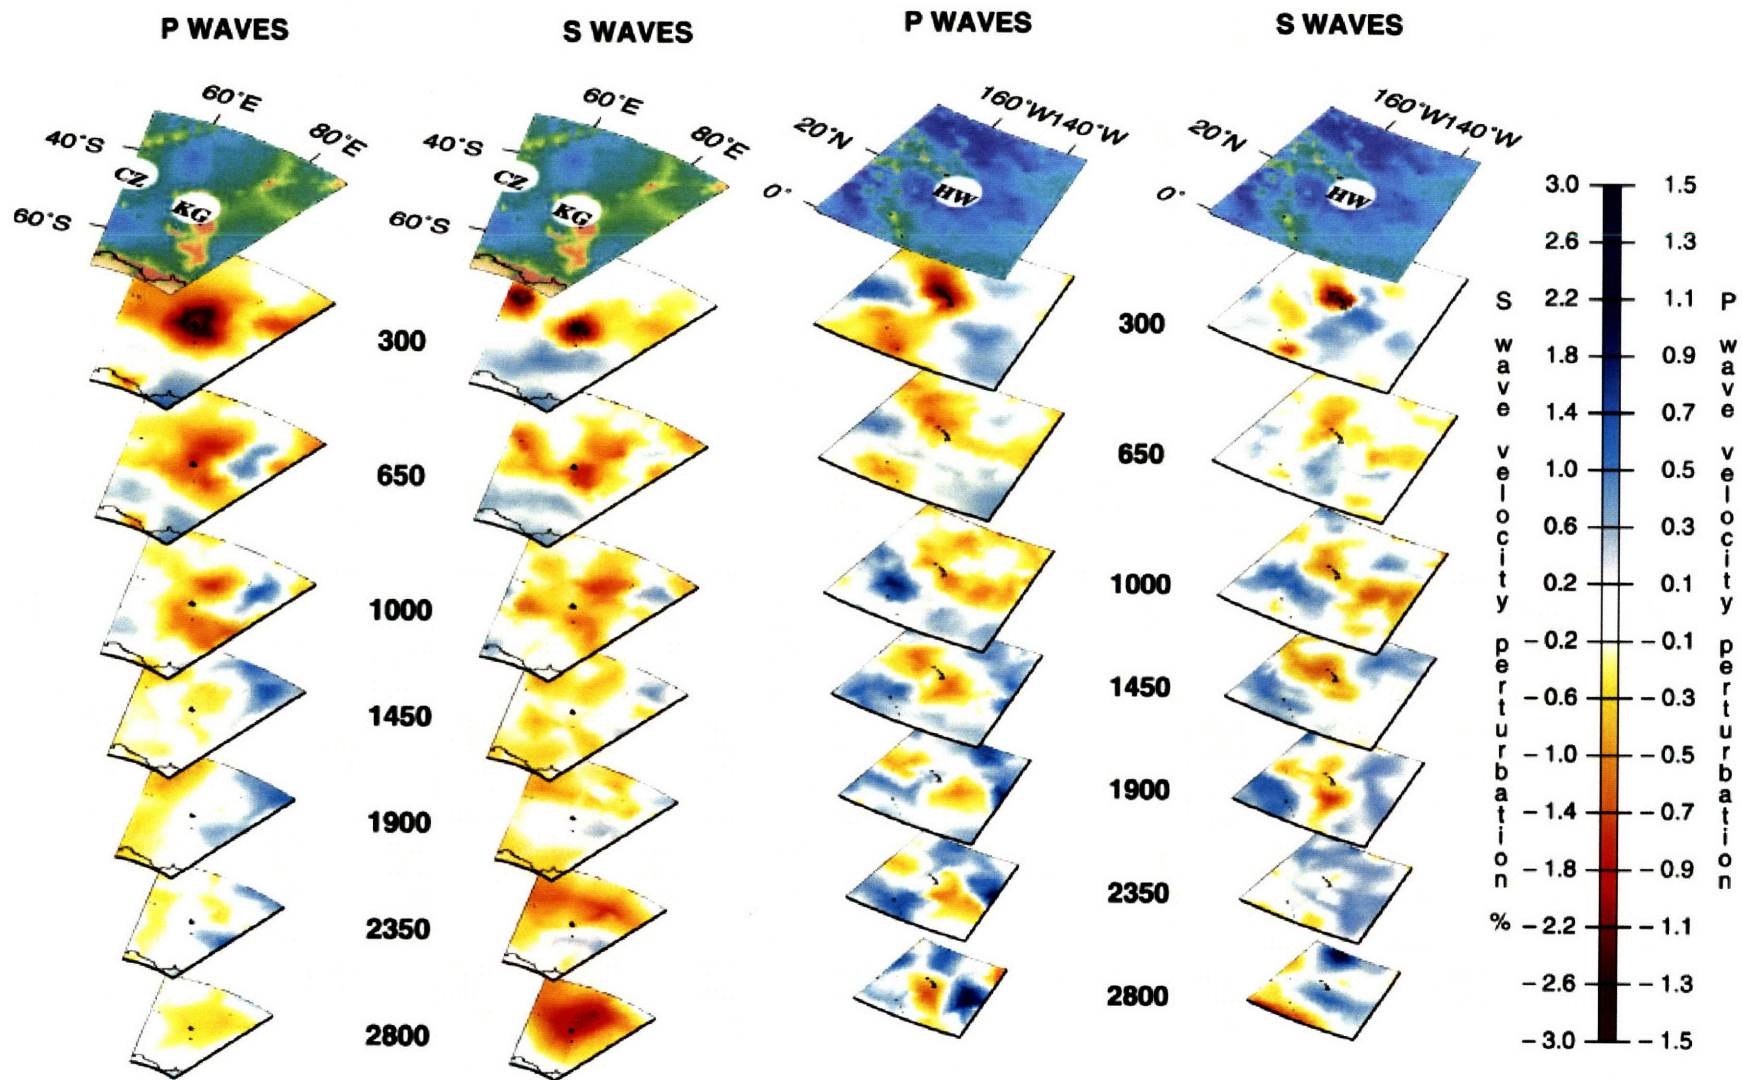 P WAVES
S WAVES
P WAVES
S WAVES
60°E
80°E
40°S
60°S
CZ
KG
60°E
80°E
40°S
60°S
CZ
KG
160°W
140°W
20°N
0°
HW
160°W
140°W
20°N
0°
HW
300
650
1000
1450
1900
2350
2800
300
650
1000
1450
1900
2350
2800
S wave velocity perturbation %
3.0
2.6
2.2
1.8
1.4
1.0
0.6
0.2
-0.2
-0.6
-1.0
-1.4
-1.8
-2.2
-2.6
-3.0
1.5
1.3
1.1
0.9
0.7
0.5
0.3
0.1
-0.1
-0.3
-0.5
-0.7
-0.9
-1.1
-1.3
-1.5
P wave velocity perturbation